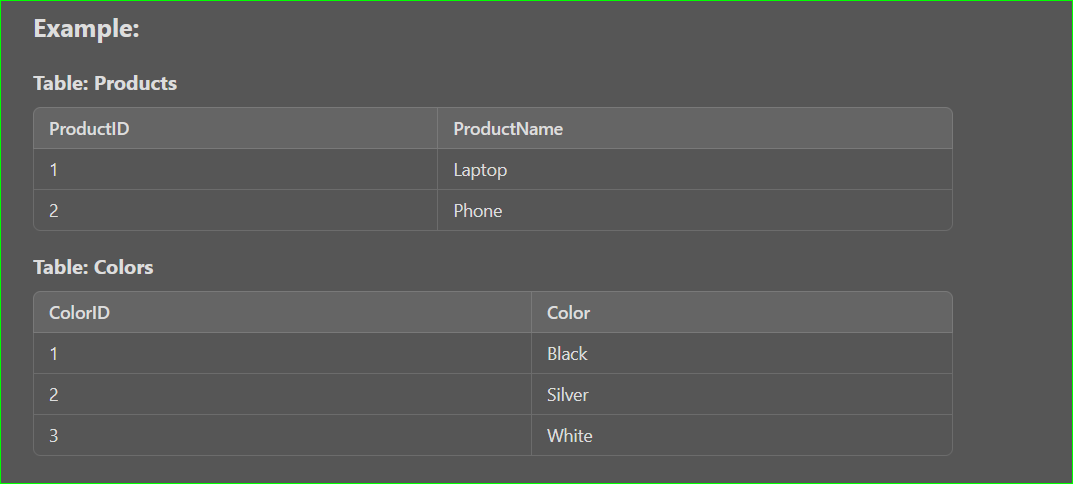 Example:
Table: Products
ProductID ProductName
1 Laptop
2 Phone
Table: Colors
ColorID Color
1 Black
2 Silver
3 White